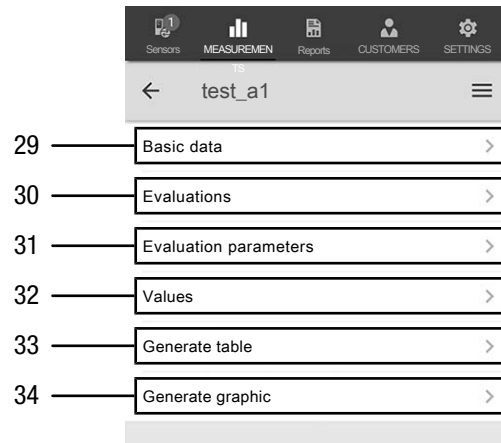 1
Sensors MEASUREMEN Reports CUSTOMERS SETTINGS
TS
test_a1
29 Basic data
30 Evaluations
31 Evaluation parameters
32 Values
33 Generate table
34 Generate graphic